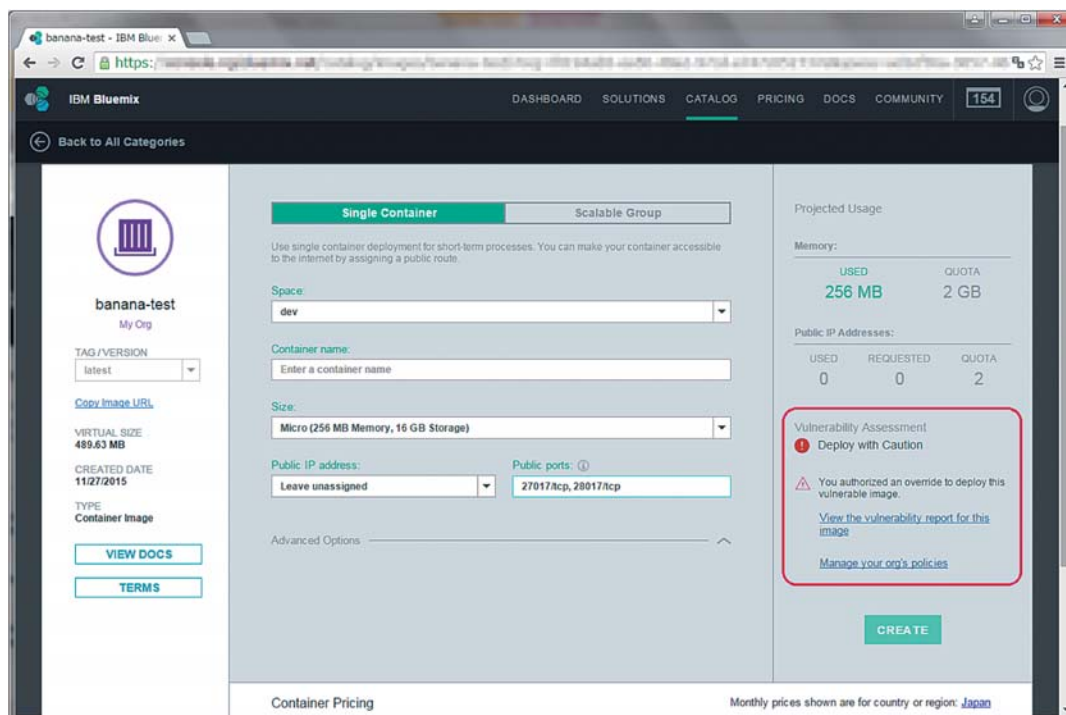 banana-test - IBM Blue
https:
IBM Bluemix
DASHBOARD SOLUTIONS CATALOG PRICING DOCS COMMUNITY 154
Back to All Categories
banana-test
My Org
TAG / VERSION
latest
Copy Image URL
VIRTUAL SIZE
489.63 MB
CREATED DATE
11/27/2015
TYPE
Container Image
VIEW DOCS
TERMS
Single Container Scalable Group
Use single container deployment for short-term processes. You can make your container accessible
to the internet by assigning a public route.
Space:
dev
Container name:
Enter a container name
Size:
Micro (256 MB Memory, 16 GB Storage)
Public IP address: Public ports:
Leave unassigned 27017/tcp, 28017/tcp
Advanced Options
Projected Usage
Memory:
USED QUOTA
256 MB 2 GB
Public IP Addresses:
USED REQUESTED QUOTA
0 0 2
Vulnerability Assessment
Deploy with Caution
You authorized an override to deploy this
vulnerable image.
View the vulnerability report for this
image
Manage your org's policies
CREATE
Container Pricing Monthly prices shown are for country or region: Japan